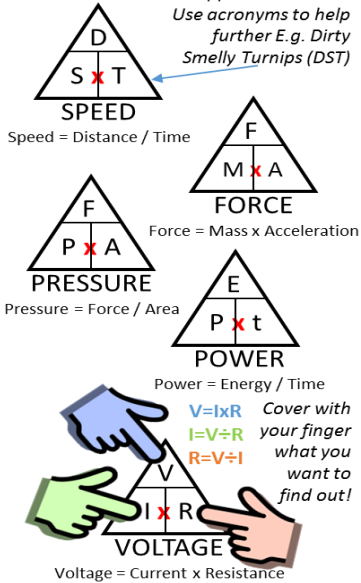 Use acronyms to help
further E.g. Dirty
Smelly Turnips (DST)
D
S x T
SPEED
Speed = Distance / Time
F
M x A
FORCE
Force = Mass x Acceleration
F
P x A
PRESSURE
Pressure = Force / Area
E
P x t
POWER
Power = Energy / Time
V=IxR
I=V÷R
R=V÷I
Cover with
your finger
what you
want to
find out!
V
I x R
VOLTAGE
Voltage = Current x Resistance